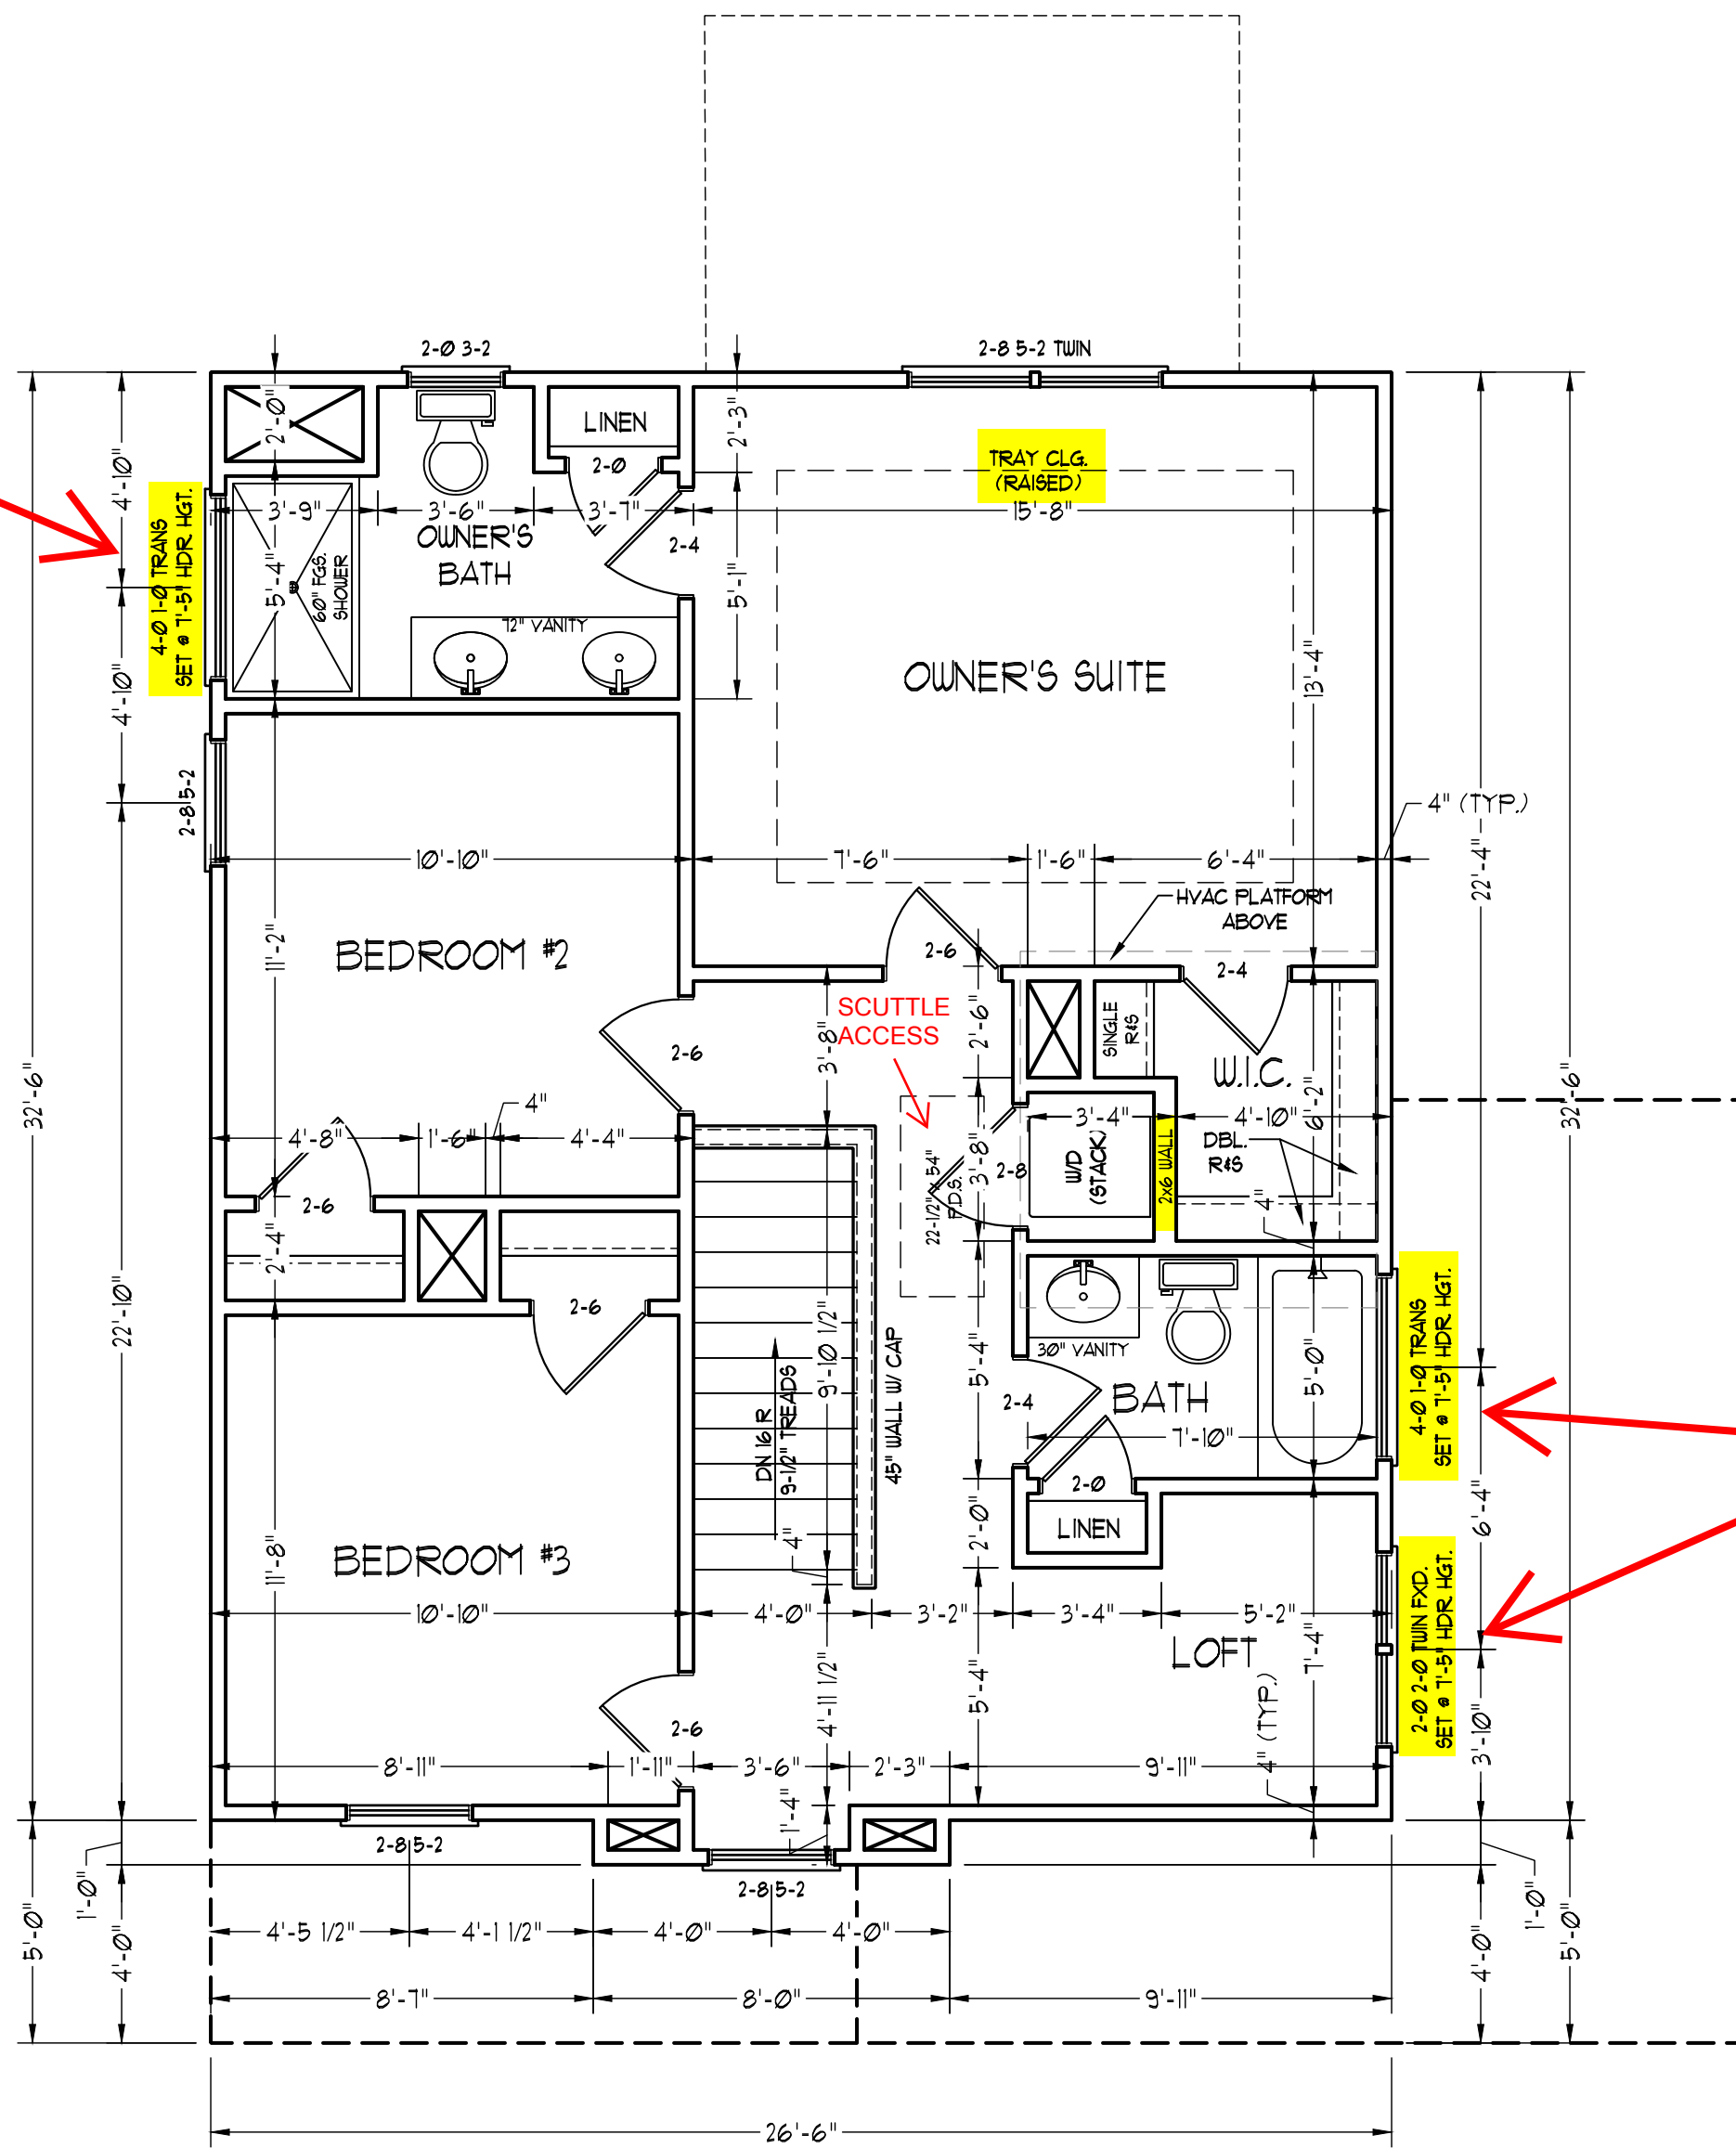 2-Ø 3-2
2-8 5-2 TWIN
LINEN
2-Ø
2'-0"
2'-3"
TRAY CLG.
(RAISED)
4'-10"
4-Ø 1-Ø TRANS
SET @ 7'-5" HDR HGT.
3'-9"
3'-6"
3'-7"
15'-8"
OWNER'S
BATH
2-4
5'-4"
60" FGS.
SHOWER
5'-1"
72" VANITY
4'-10"
OWNER'S SUITE
13'-4"
2-8 5-2
4" (TYP.)
22'-4"
10'-10"
7'-6"
1'-6"
6'-4"
HVAC PLATFORM
ABOVE
11'-2"
BEDROOM #2
2-6
2-4
SCUTTLE
ACCESS
3'-8"
2'-6"
SINGLE
R&S
2-6
W.I.C.
32'-6"
32'-6"
4"
4'-8"
1'-6"
4'-4"
3'-4"
4'-10"
6'-2"
DBL.
R&S
3'-8"
2-8
W/D
(STACK)
2x6 WALL
22-1/2" x 54"
P.D.S.
4"
2-6
2'-4"
2-6
22'-10"
9'-10 1/2"
DN 16 R
9-1/2" TREADS
45" WALL W/ CAP
5'-4"
30" VANITY
BATH
2-4
5'-0"
7'-10"
4-Ø 1-Ø TRANS
SET @ 7'-5" HDR HGT.
2-Ø
6'-4"
LINEN
2'-0"
4"
11'-8"
BEDROOM #3
10'-10"
4'-0"
3'-2"
3'-4"
5'-2"
LOFT
7'-4"
2-Ø 2-Ø TWIN FXD.
SET @ 7'-5" HDR HGT.
4'-11 1/2"
5'-4"
4" (TYP.)
3'-10"
2-6
8'-11"
1'-11"
3'-6"
2'-3"
9'-11"
1'-4"
2-8 5-2
2-8 5-2
1'-0"
1'-0"
5'-0"
4'-0"
4'-5 1/2"
4'-1 1/2"
4'-0"
4'-0"
4'-0"
5'-0"
8'-7"
8'-0"
9'-11"
26'-6"